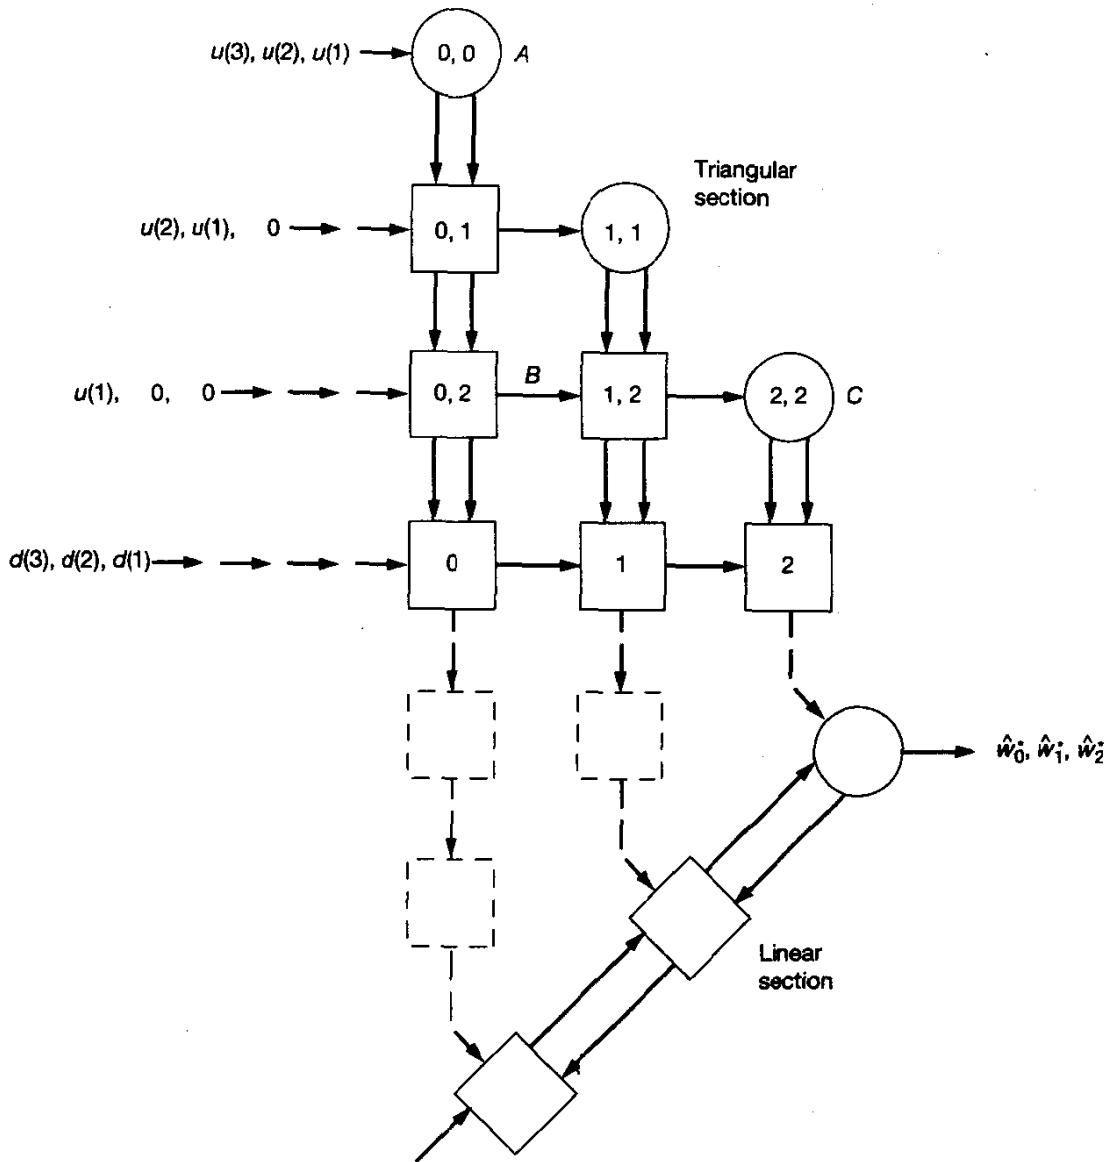 u(3), u(2), u(1) 0, 0 A
Triangular
section
u(2), u(1), 0 0, 1 1, 1
u(1), 0, 0 0, 2 B 1, 2 2, 2 C
d(3), d(2), d(1) 0 1 2
ŵ₀*, ŵ₁*, ŵ₂*
Linear
section